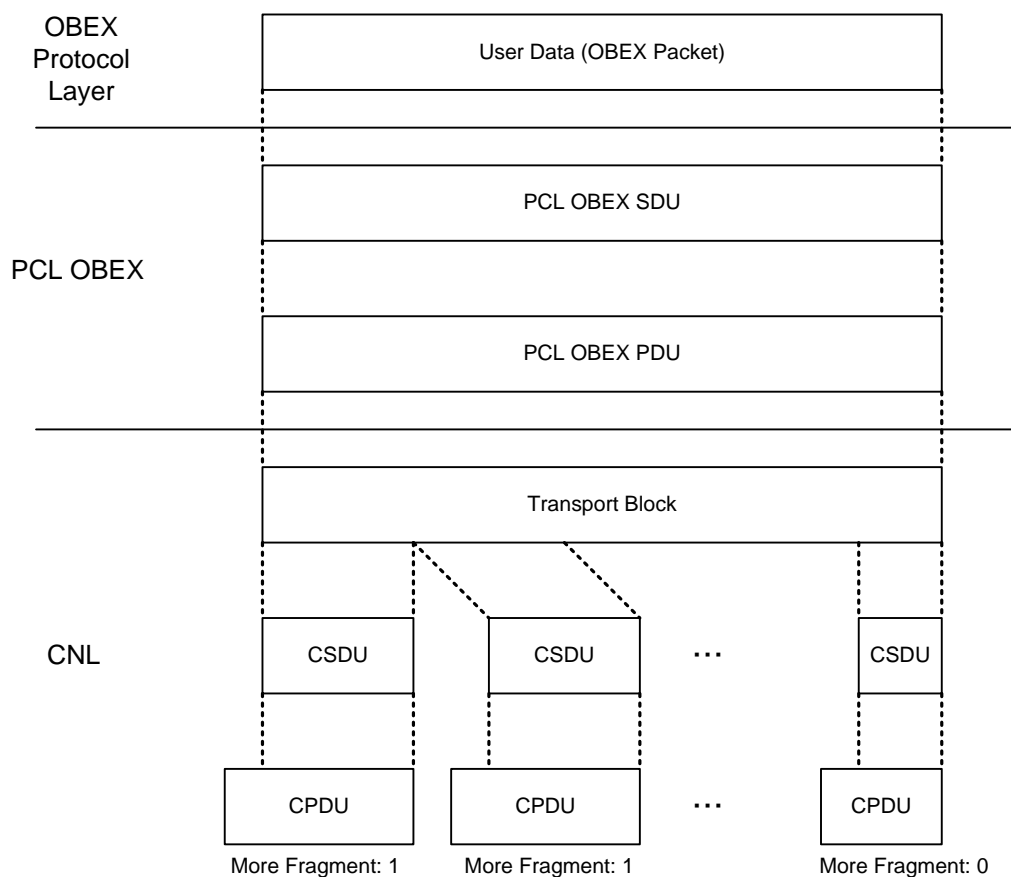 OBEX
Protocol
Layer
User Data (OBEX Packet)
PCL OBEX SDU
PCL OBEX
PCL OBEX PDU
Transport Block
CNL
CSDU
CSDU
...
CSDU
CPDU
CPDU
...
CPDU
More Fragment: 1
More Fragment: 1
More Fragment: 0